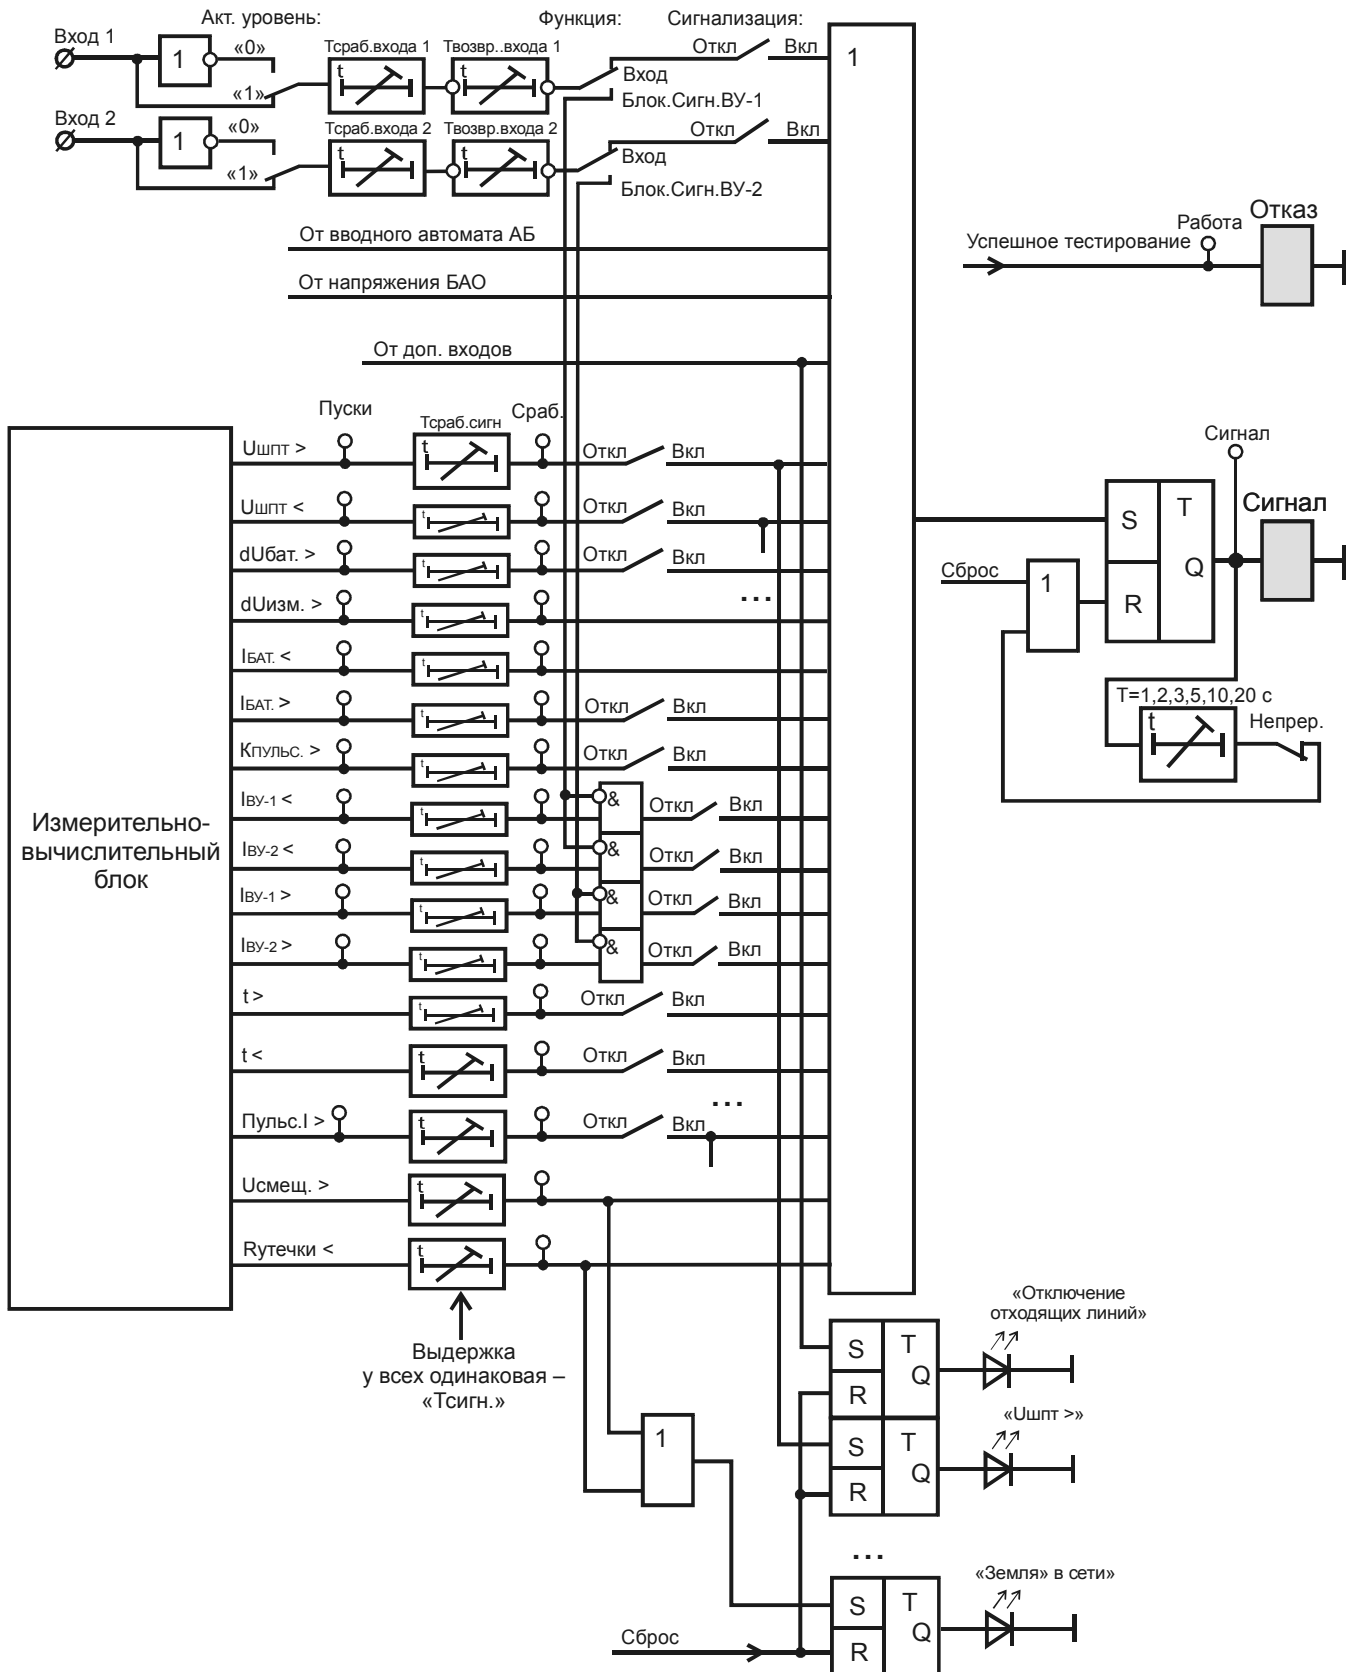 Акт. уровень:
Функция:
Сигнализация:
Вход 1
1
«0»
«1»
Тсраб.входа 1
t
Твозвр..входа 1
t
Откл
Вкл
Вход
Блок.Сигн.ВУ-1
1
Вход 2
1
«0»
«1»
Тсраб.входа 2
t
Твозвр.входа 2
t
Откл
Вкл
Вход
Блок.Сигн.ВУ-2
От вводного автомата АБ
От напряжения БАО
От доп. входов
Успешное тестирование
Работа
Отказ
Пуски
Тсраб.сигн
Сраб.
Измерительно-
вычислительный
блок
Uшпт >
t
Откл
Вкл
Uшпт <
t
Откл
Вкл
dUбат. >
t
Откл
Вкл
...
dUизм. >
t
IБАТ. <
t
IБАТ. >
t
Откл
Вкл
КПУЛЬС. >
t
Откл
Вкл
IВУ-1 <
t
&
Откл
Вкл
IВУ-2 <
t
&
Откл
Вкл
IВУ-1 >
t
&
Откл
Вкл
IВУ-2 >
t
&
Откл
Вкл
t >
t
Откл
Вкл
t <
t
Откл
Вкл
...
Пульс.I >
t
Откл
Вкл
Uсмещ. >
t
Rутечки <
t
Выдержка
у всех одинаковая –
«Тсигн.»
Сигнал
Сигнал
S
T
Q
R
Сброс
1
T=1,2,3,5,10,20 с
t
Непрер.
1
«Отключение
отходящих линий»
S
T
Q
R
«Uшпт >»
S
T
Q
R
...
«Земля» в сети»
S
T
Q
R
Сброс